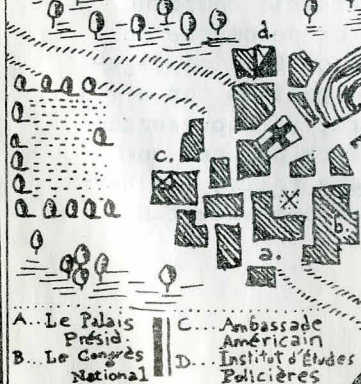 d.
c.
b.
a.
A... Le Palais
Présid
B... Le Congrès
National
C... Ambassade
Américain
D... Institut d'Études
Policières